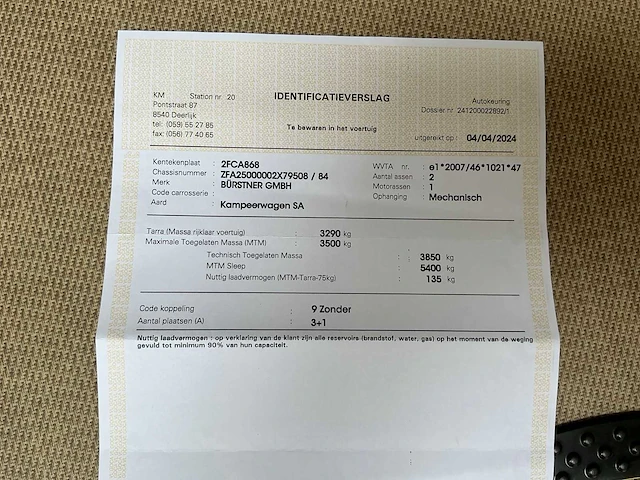 KM Station nr. 20
IDENTIFICATIEVERSLAG
Autokeuring
Pontstraat 87
Dossier nr. 241200022892/1
8540 Deerlijk
tel: (059) 55 27 85
fax: (056) 77 40 65
Te bewaren in het voertuig
uitgereikt op : 04/04/2024
Kentekenplaat : 2FCA868
WVTA nr. : e1*2007/46*1021*47
Chassisnummer : ZFA25000002X79508 / 84
Aantal assen : 2
Merk : BÜRSTNER GMBH
Motorassen : 1
Code carrosserie :
Ophanging : Mechanisch
Aard : Kampeerwagen SA
Tarra (Massa rijklaar voertuig) : 3290 kg
Maximale Toegelaten Massa (MTM) : 3500 kg
Technisch Toegelaten Massa : 3850 kg
MTM Sleep : 5400 kg
Nuttig laadvermogen (MTM-Tarra-75kg) : 135 kg
Code koppeling : 9 Zonder
Aantal plaatsen (A) : 3+1
Nuttig laadvermogen : op verklaring van de klant zijn alle reservoirs (brandstof, water, gas) op het moment van de weging
gevuld tot minimum 90% van hun capaciteit.